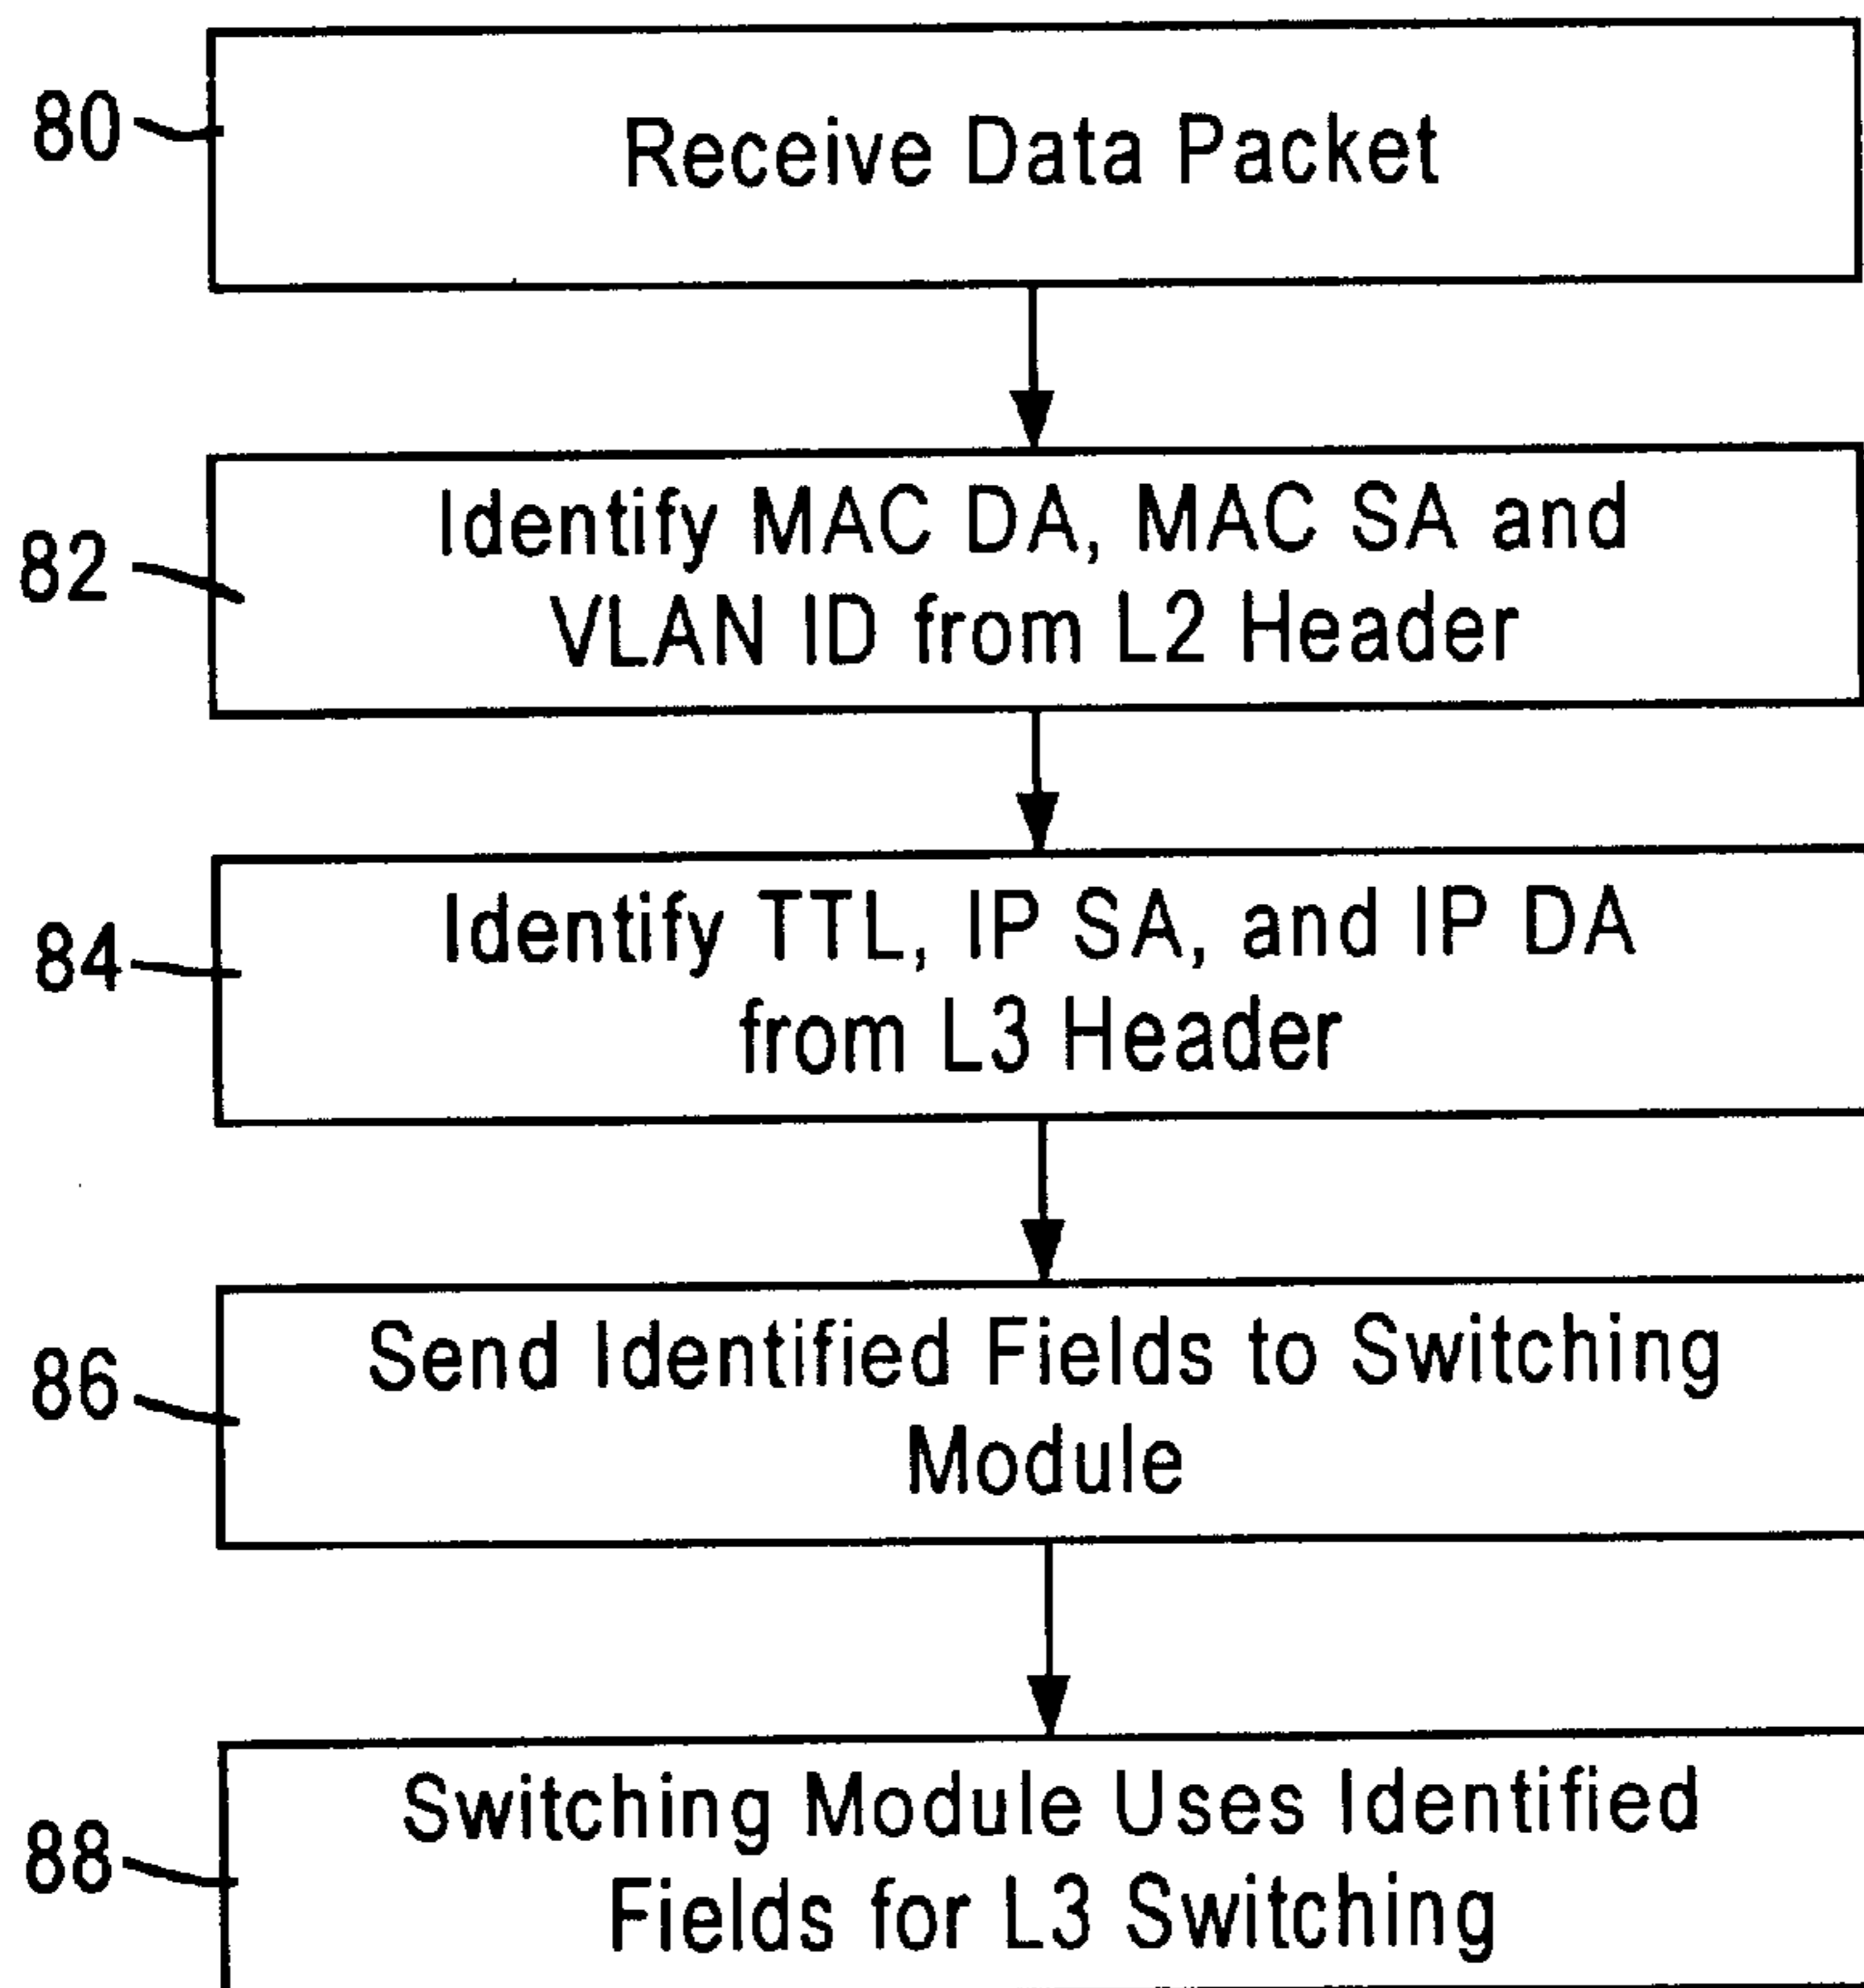 80
Receive Data Packet
82
Identify MAC DA, MAC SA and
VLAN ID from L2 Header
84
Identify TTL, IP SA, and IP DA
from L3 Header
86
Send Identified Fields to Switching
Module
88
Switching Module Uses Identified
Fields for L3 Switching